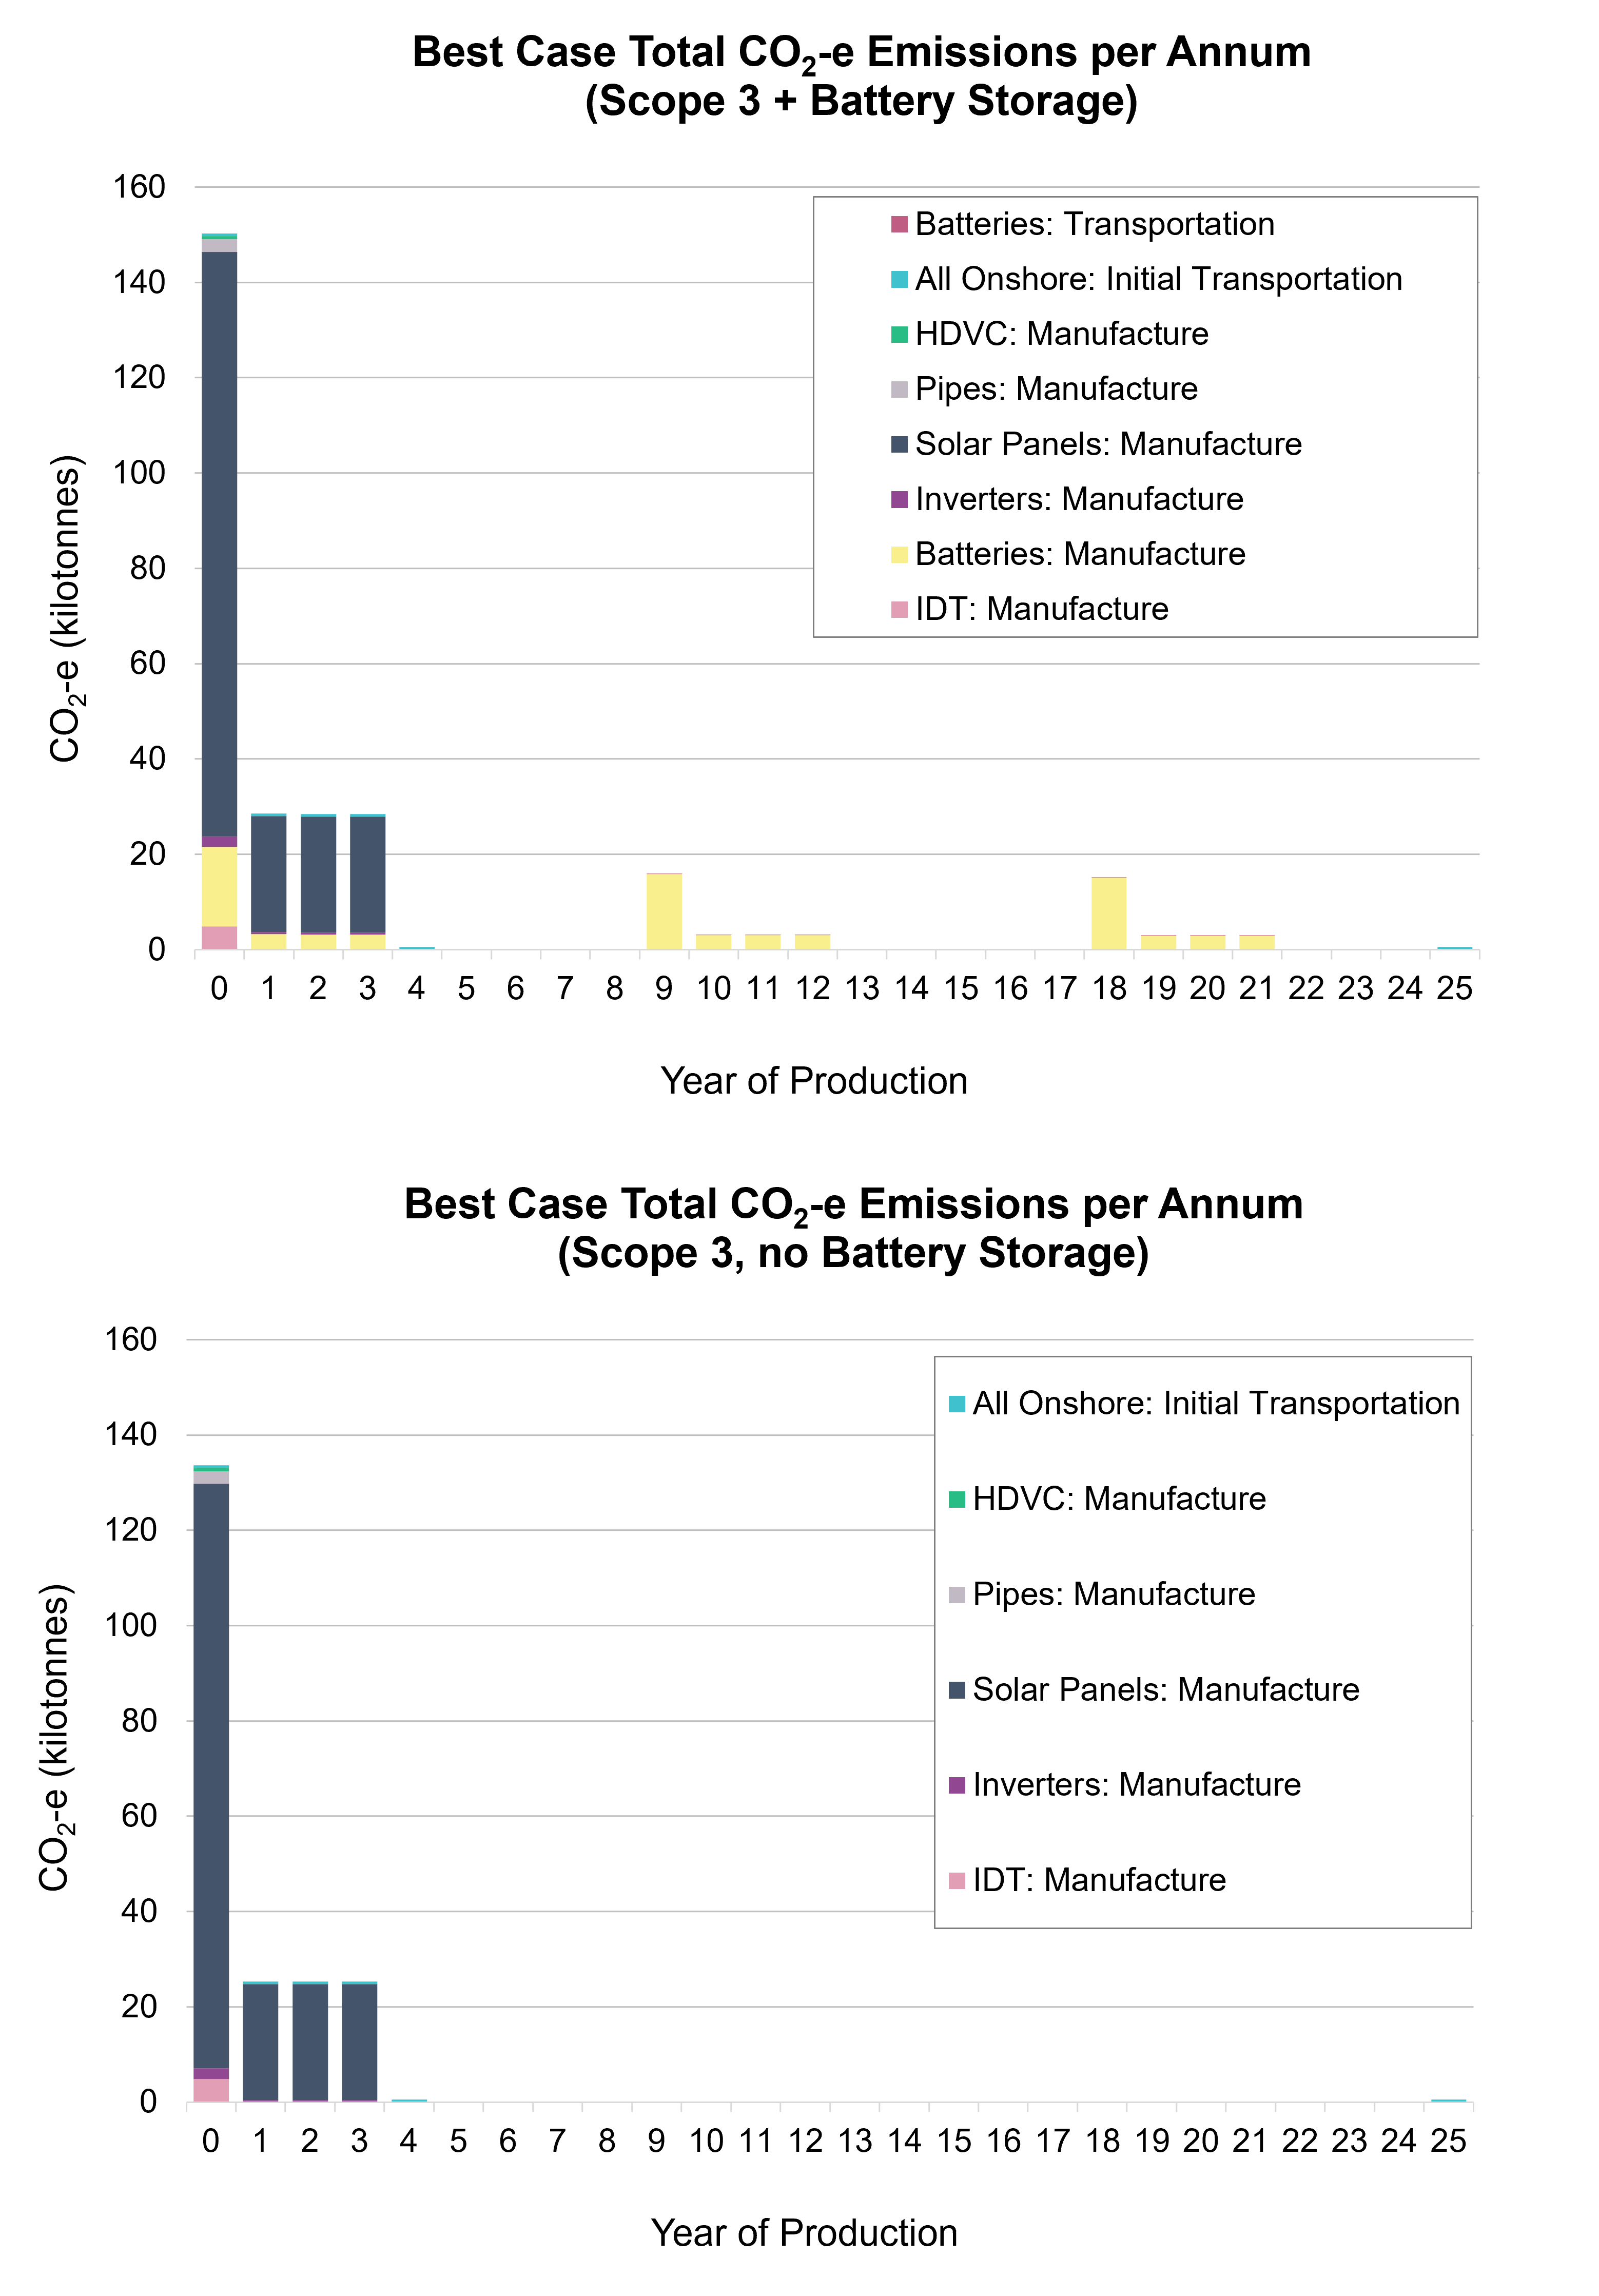 Best Case Total CO₂-e Emissions per Annum
(Scope 3 + Battery Storage)
160
140
120
100
80
60
40
20
0
CO₂-e (kilotonnes)
Batteries: Transportation
All Onshore: Initial Transportation
HDVC: Manufacture
Pipes: Manufacture
Solar Panels: Manufacture
Inverters: Manufacture
Batteries: Manufacture
IDT: Manufacture
0 1 2 3 4 5 6 7 8 9 10 11 12 13 14 15 16 17 18 19 20 21 22 23 24 25
Year of Production
Best Case Total CO₂-e Emissions per Annum
(Scope 3, no Battery Storage)
160
140
120
100
80
60
40
20
0
CO₂-e (kilotonnes)
All Onshore: Initial Transportation
HDVC: Manufacture
Pipes: Manufacture
Solar Panels: Manufacture
Inverters: Manufacture
IDT: Manufacture
0 1 2 3 4 5 6 7 8 9 10 11 12 13 14 15 16 17 18 19 20 21 22 23 24 25
Year of Production